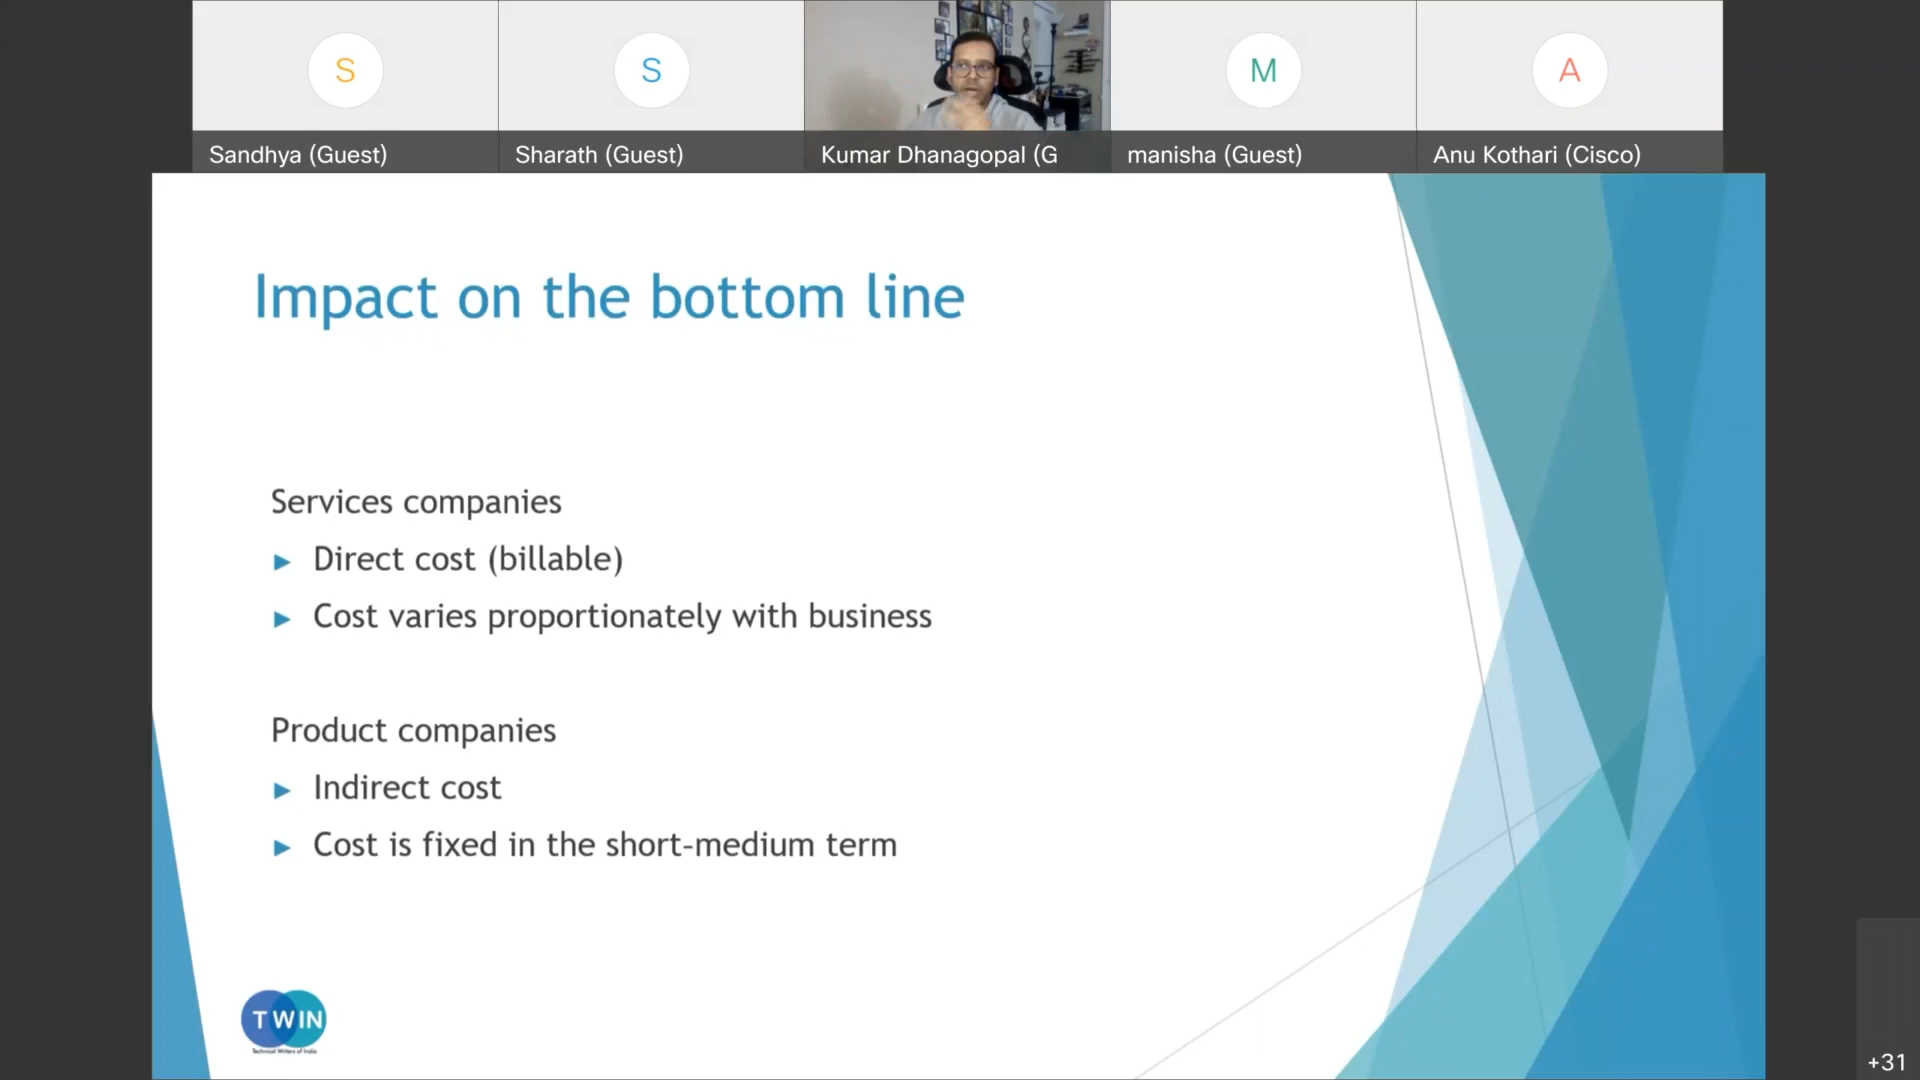 S
S
M
A
Sandhya (Guest)
Sharath (Guest)
Kumar Dhanagopal (G
manisha (Guest)
Anu Kothari (Cisco)
Impact on the bottom line
Services companies
► Direct cost (billable)
► Cost varies proportionately with business
Product companies
► Indirect cost
► Cost is fixed in the short-medium term
TWIN
Technical Writers of India
+31